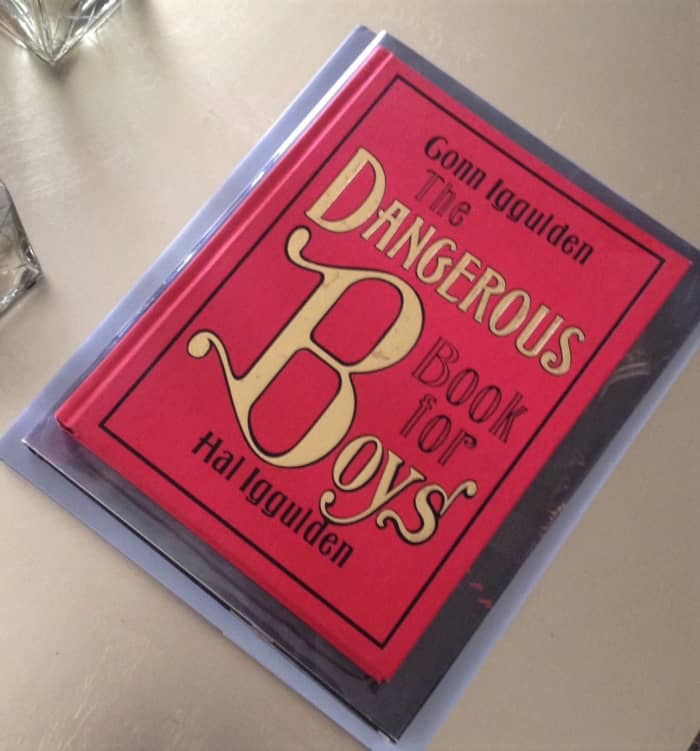 Conn Iggulden
The
DANGEROUS
Book
for
Boys
Hal Iggulden